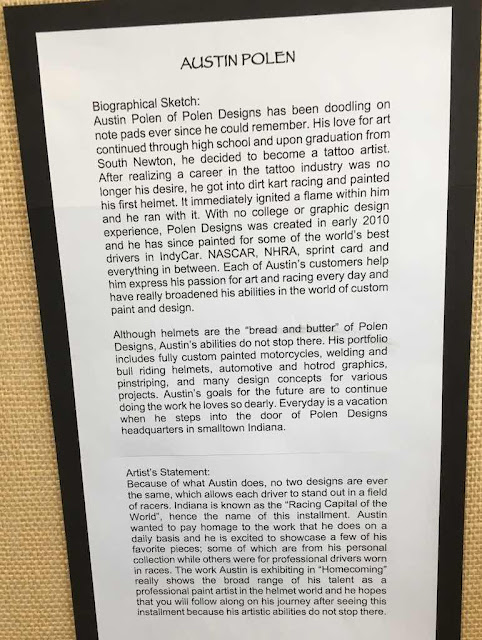 AUSTIN POLEN
Biographical Sketch:
Austin Polen of Polen Designs has been doodling on
note pads ever since he could remember. His love for art
continued through high school and upon graduation from
South Newton, he decided to become a tattoo artist.
After realizing a career in the tattoo industry was no
longer his desire, he got into dirt kart racing and painted
his first helmet. It immediately ignited a flame within him
and he ran with it. With no college or graphic design
experience, Polen Designs was created in early 2010
and he has since painted for some of the world's best
drivers in IndyCar. NASCAR, NHRA, sprint card and
everything in between. Each of Austin's customers help
him express his passion for art and racing every day and
have really broadened his abilities in the world of custom
paint and design.
Although helmets are the "bread and butter" of Polen
Designs, Austin's abilities do not stop there. His portfolio
includes fully custom painted motorcycles, welding and
bull riding helmets, automotive and hotrod graphics,
pinstriping, and many design concepts for various
projects. Austin's goals for the future are to continue
doing the work he loves so dearly. Everyday is a vacation
when he steps into the door of Polen Designs
headquarters in smalltown Indiana.
Artist's Statement:
Because of what Austin does, no two designs are ever
the same, which allows each driver to stand out in a field
of racers. Indiana is known as the "Racing Capital of the
World", hence the name of this installment. Austin
wanted to pay homage to the work that he does on a
daily basis and he is excited to showcase a few of his
favorite pieces; some of which are from his personal
collection while others were for professional drivers worn
in races. The work Austin is exhibiting in "Homecoming"
really shows the broad range of his talent as a
professional paint artist in the helmet world and he hopes
that you will follow along on his journey after seeing this
installment because his artistic abilities do not stop there.